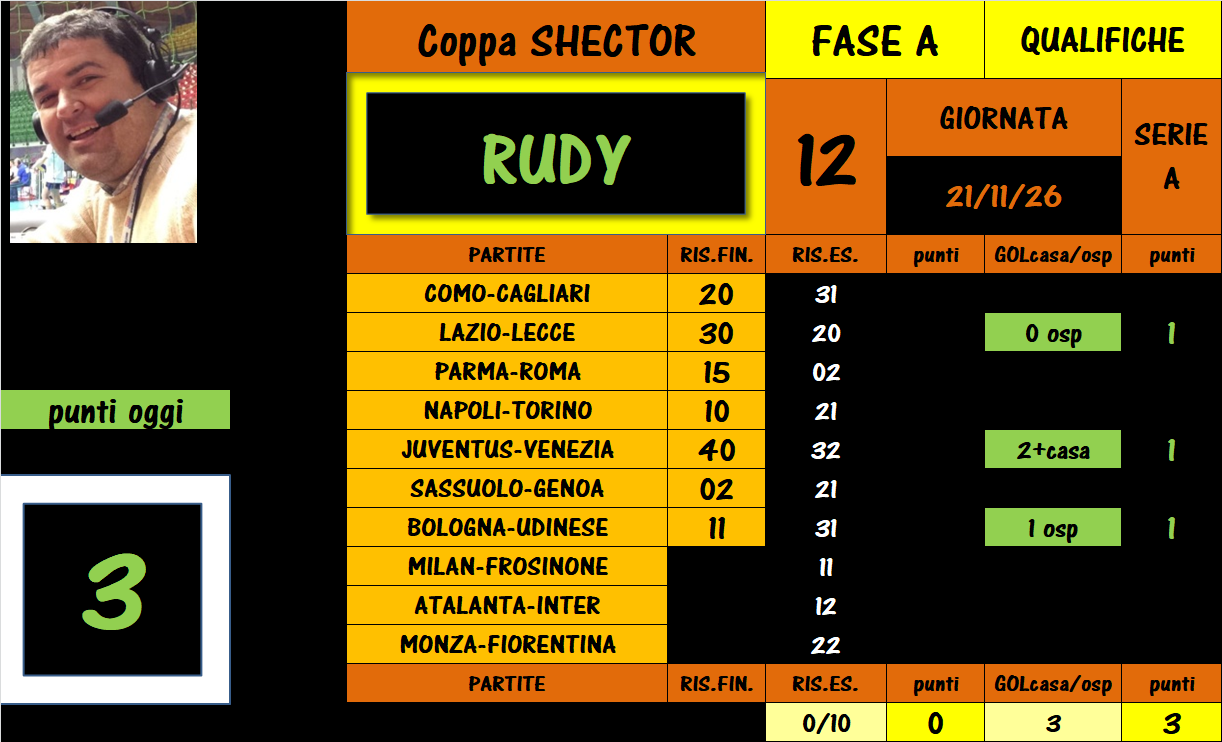 Coppa SHECTOR FASE A QUALIFICHE
RUDY 12 GIORNATA SERIE A
21/11/26
PARTITE RIS.FIN. RIS.ES. punti GOLcasa/osp punti
COMO-CAGLIARI 20 31
LAZIO-LECCE 30 20 0 osp 1
PARMA-ROMA 15 02
punti oggi
NAPOLI-TORINO 10 21
JUVENTUS-VENEZIA 40 32 2+casa 1
SASSUOLO-GENOA 02 21
BOLOGNA-UDINESE 11 31 1 osp 1
3
MILAN-FROSINONE 11
ATALANTA-INTER 12
MONZA-FIORENTINA 22
PARTITE RIS.FIN. RIS.ES. punti GOLcasa/osp punti
0/10 0 3 3